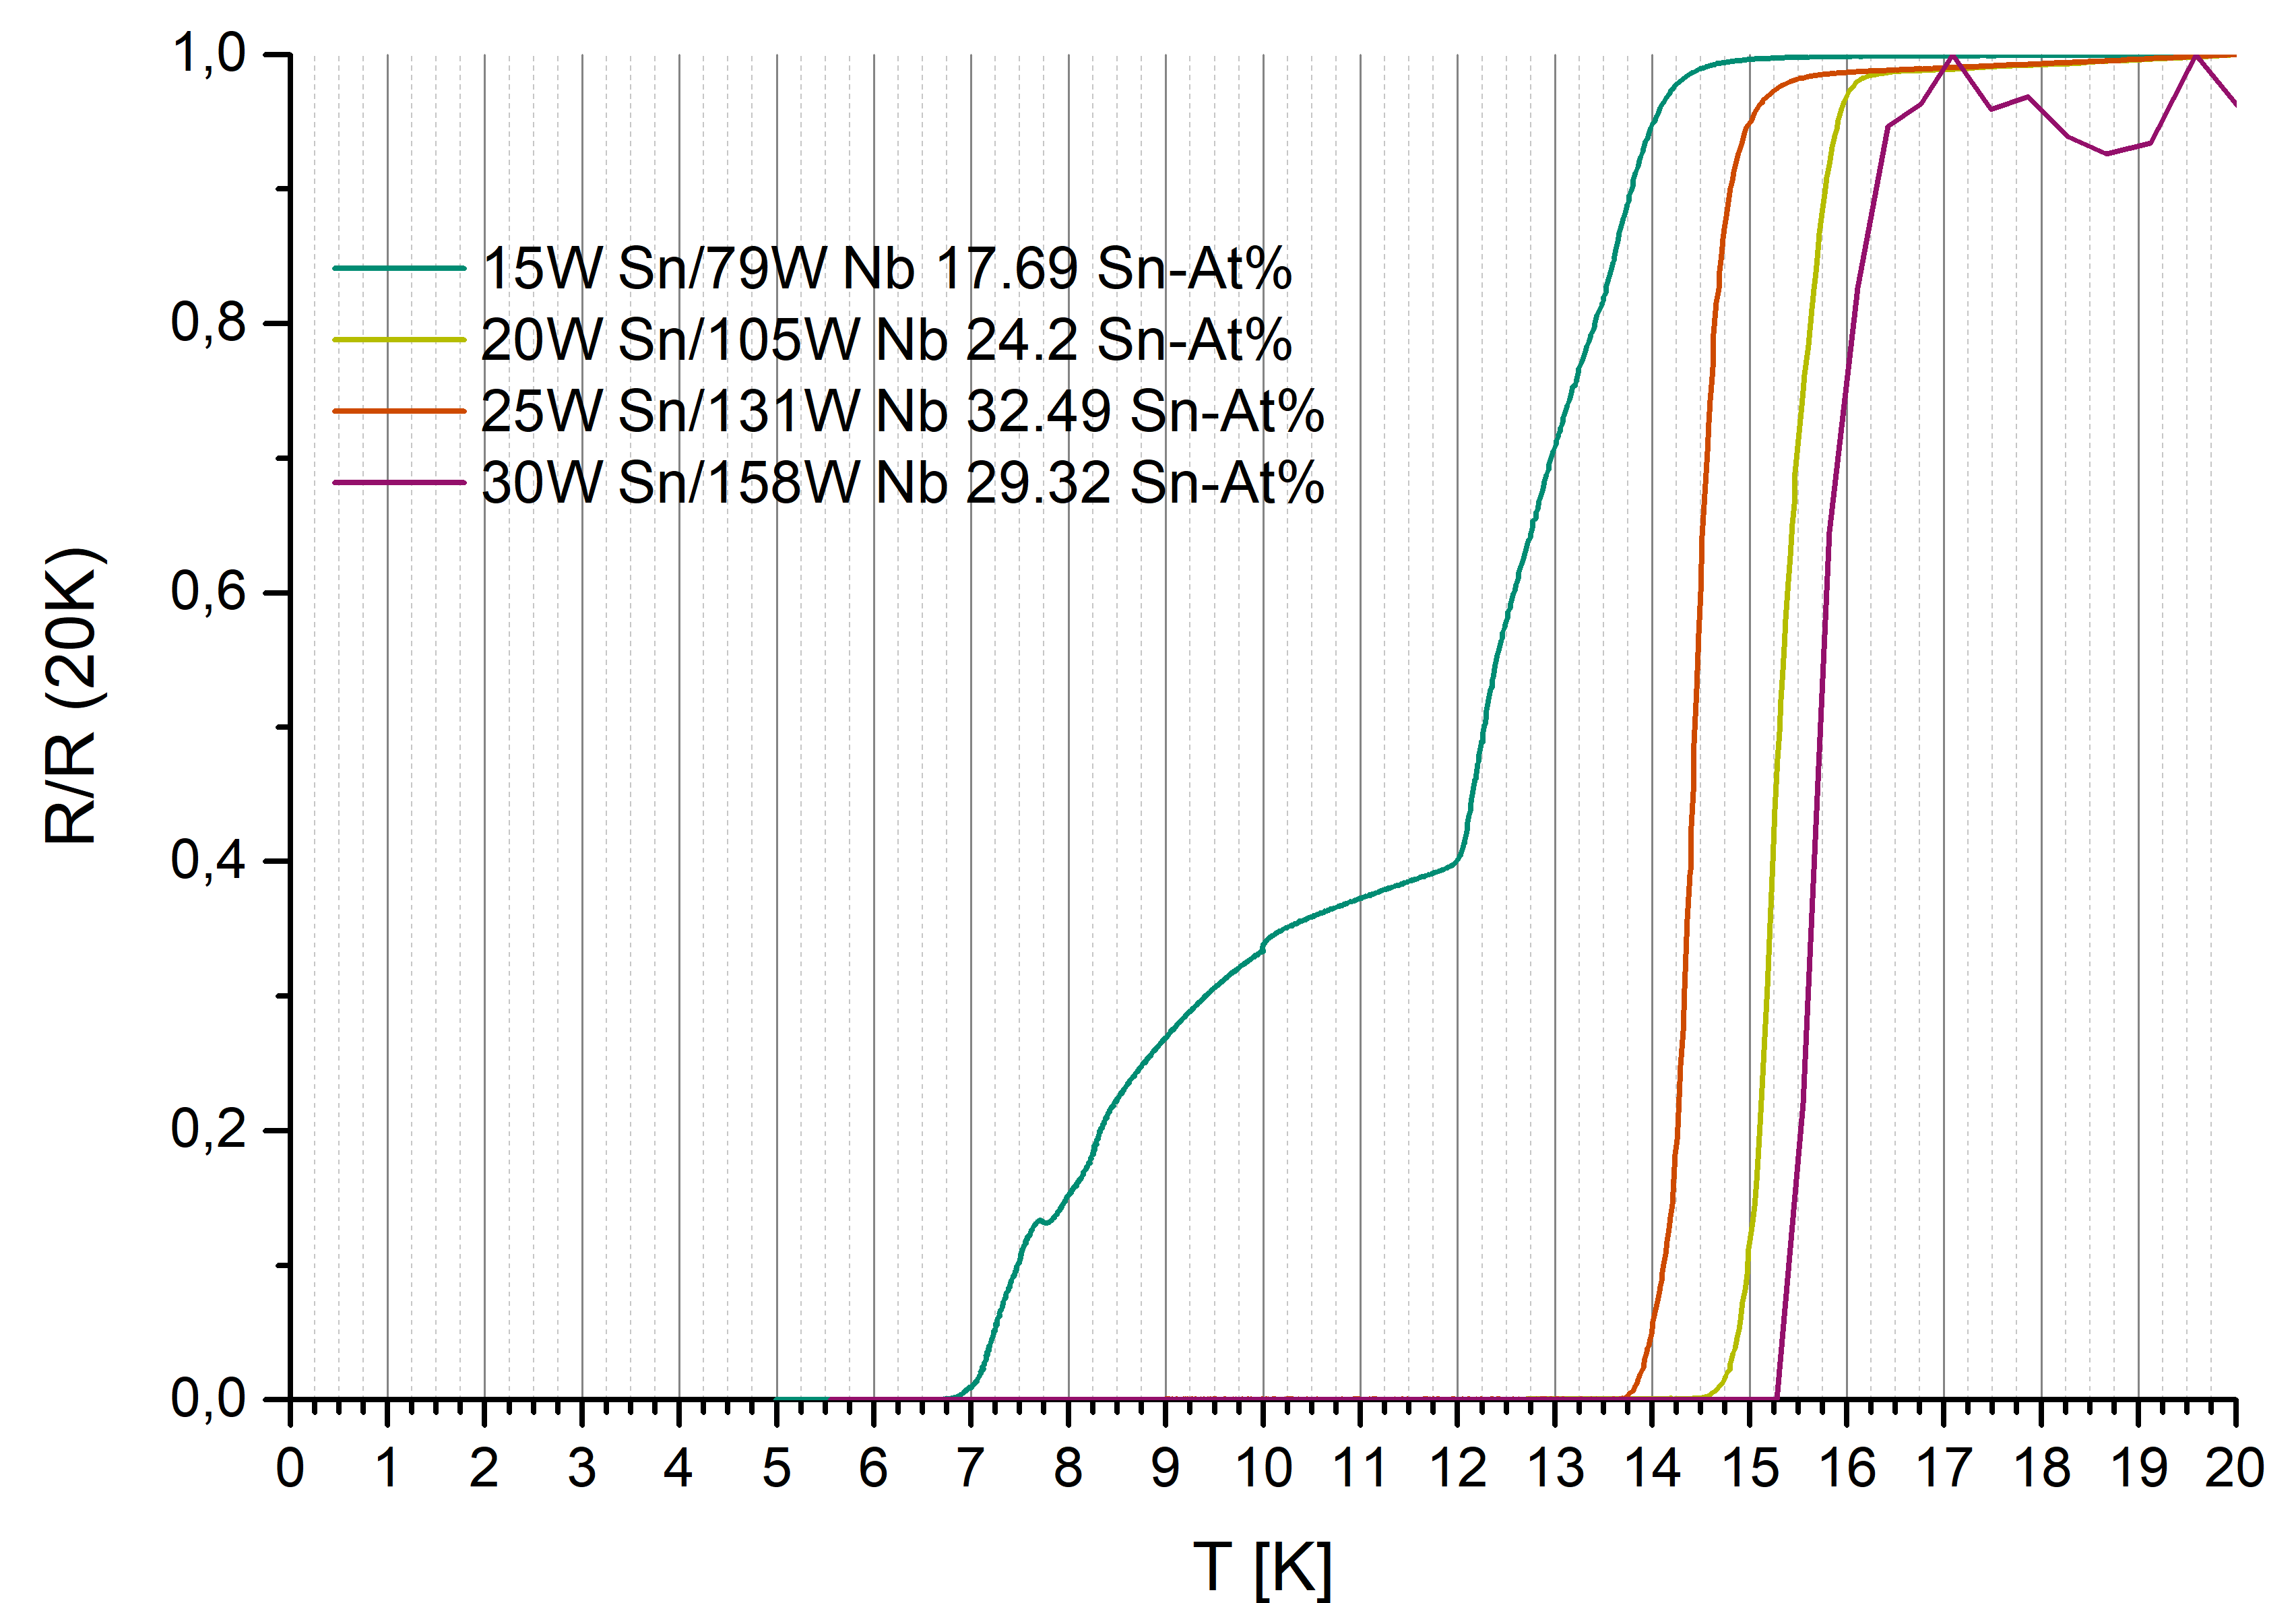 1,0
0,8
0,6
0,4
0,2
0,0
R/R (20K)
15W Sn/79W Nb 17.69 Sn-At%
20W Sn/105W Nb 24.2 Sn-At%
25W Sn/131W Nb 32.49 Sn-At%
30W Sn/158W Nb 29.32 Sn-At%
0 1 2 3 4 5 6 7 8 9 10 11 12 13 14 15 16 17 18 19 20
T [K]